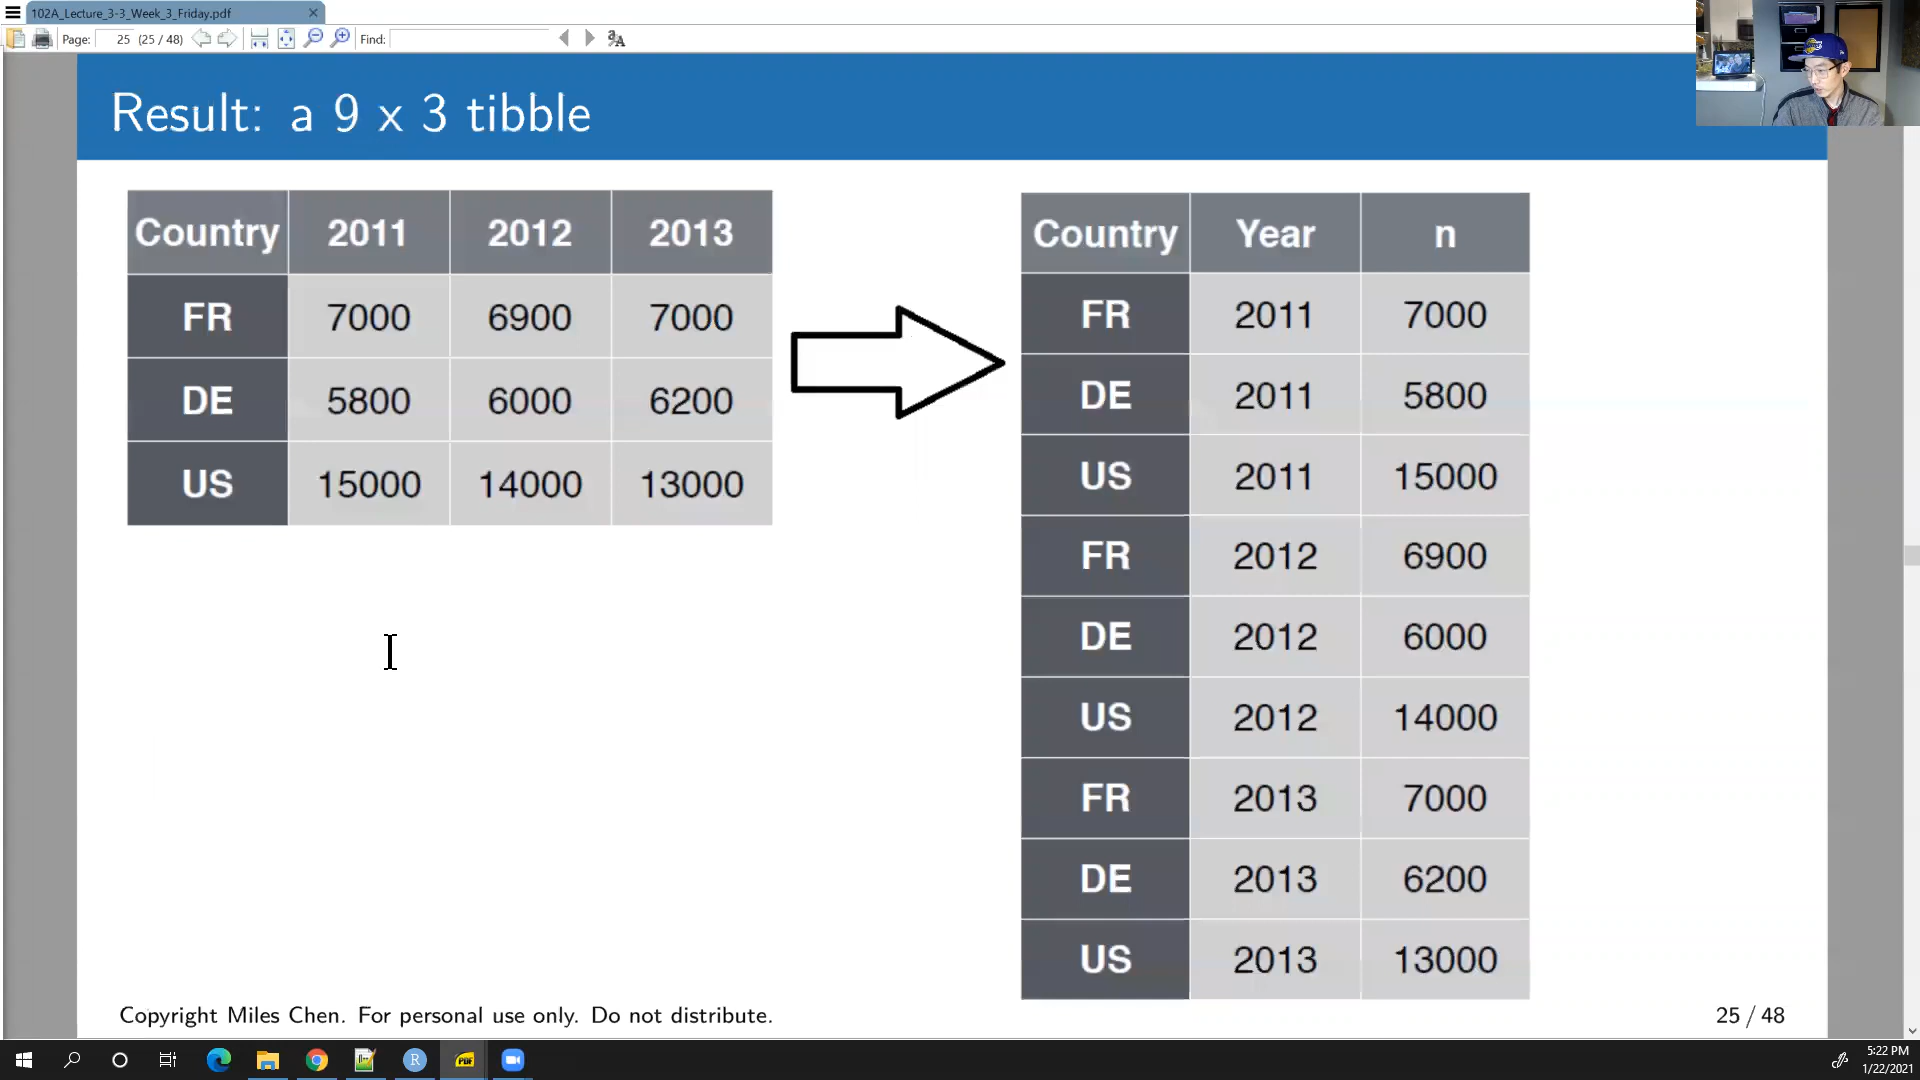 102A_Lecture_3-3_Week_3_Friday.pdf
Page: 25 (25 / 48) Find:
Result: a 9 x 3 tibble
Country 2011 2012 2013
FR 7000 6900 7000
DE 5800 6000 6200
US 15000 14000 13000
Country Year n
FR 2011 7000
DE 2011 5800
US 2011 15000
FR 2012 6900
DE 2012 6000
US 2012 14000
FR 2013 7000
DE 2013 6200
US 2013 13000
Copyright Miles Chen. For personal use only. Do not distribute.
25 / 48
5:22 PM
1/22/2021